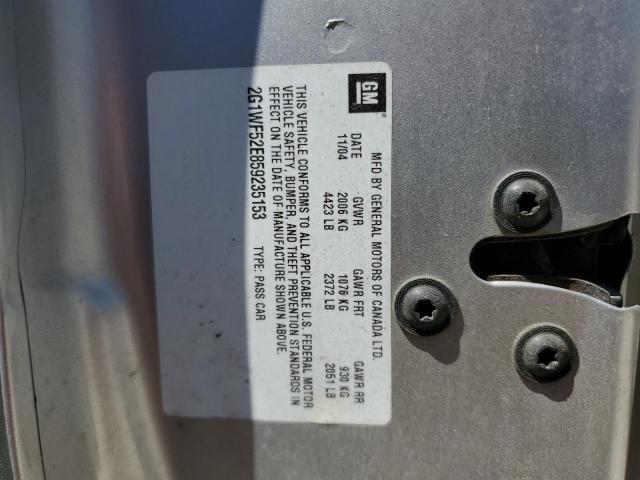 GM
MFD BY GENERAL MOTORS OF CANADA LTD.
DATE GVWR GAWR FRT GAWR RR
11/04 2006 KG 1076 KG 930 KG
4423 LB 2372 LB 2051 LB
THIS VEHICLE CONFORMS TO ALL APPLICABLE U.S. FEDERAL MOTOR
VEHICLE SAFETY, BUMPER, AND THEFT PREVENTION STANDARDS IN
EFFECT ON THE DATE OF MANUFACTURE SHOWN ABOVE.
2G1WF52E859235153 TYPE: PASS CAR